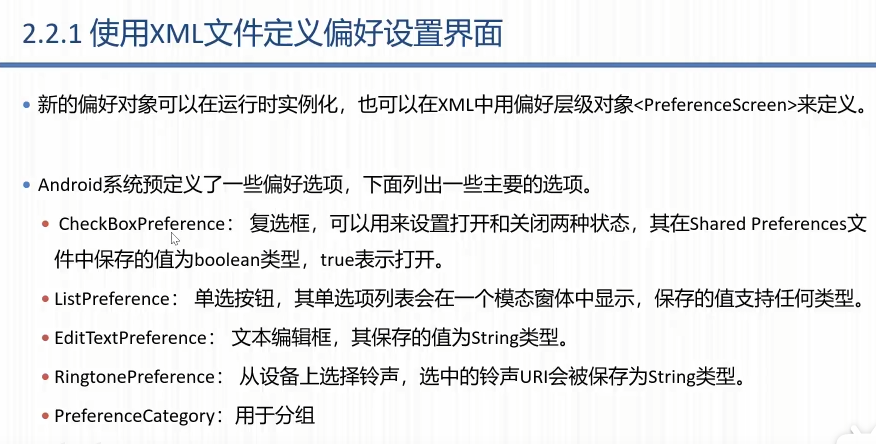 2.2.1 使用XML文件定义偏好设置界面
• 新的偏好对象可以在运行时实例化，也可以在XML中用偏好层级对象<PreferenceScreen>来定义。
• Android系统预定义了一些偏好选项，下面列出一些主要的选项。
• CheckBoxPreference： 复选框，可以用来设置打开和关闭两种状态，其在Shared Preferences文
件中保存的值为boolean类型，true表示打开。
• ListPreference： 单选按钮，其单选项列表会在一个模态窗体中显示，保存的值支持任何类型。
• EditTextPreference： 文本编辑框，其保存的值为String类型。
• RingtonePreference： 从设备上选择铃声，选中的铃声URI会被保存为String类型。
• PreferenceCategory：用于分组